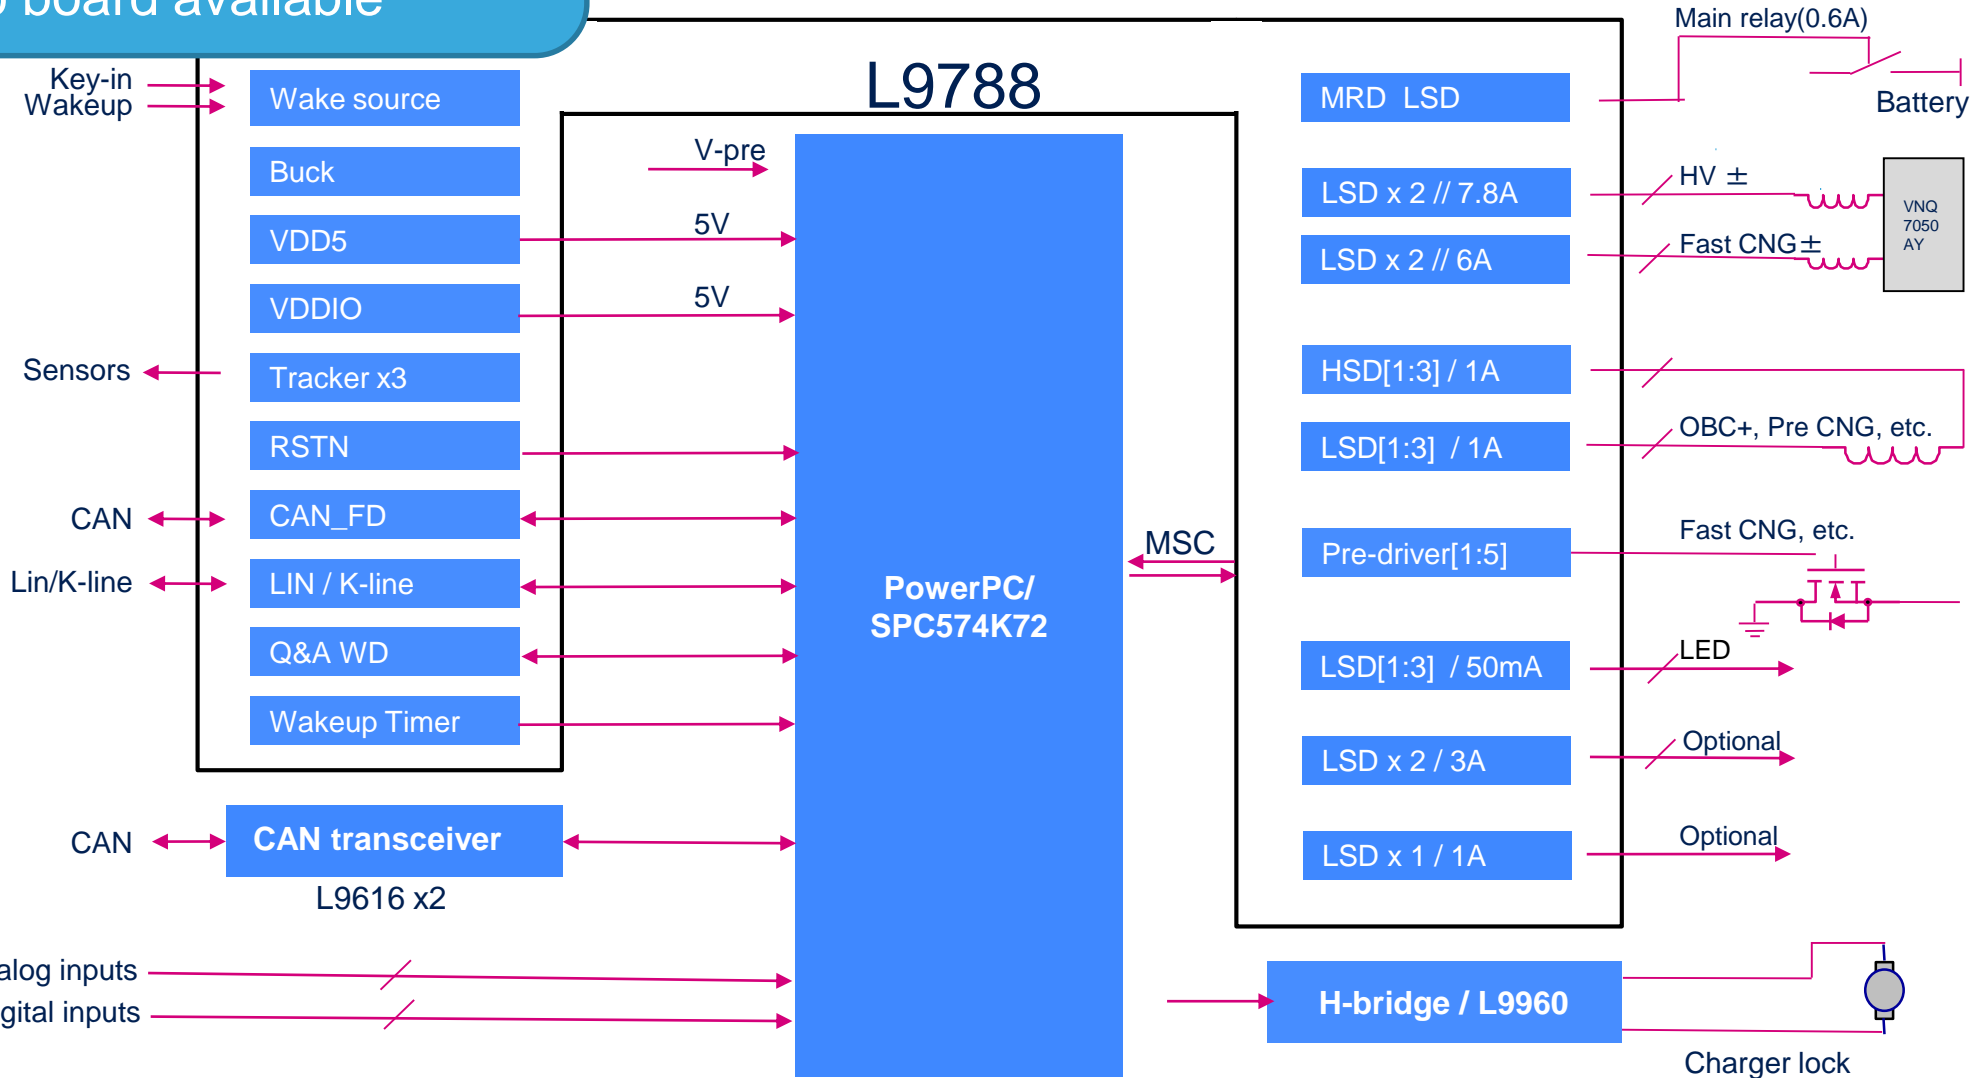 board available
L9788
Key-in
Wakeup
Wake source
Buck
VDD5
VDDIO
Tracker x3
RSTN
CAN_FD
LIN / K-line
Q&A WD
Wakeup Timer
Sensors
CAN
Lin/K-line
CAN
CAN transceiver
L9616 x2
inputs
inputs
V-pre
5V
5V
PowerPC/
SPC574K72
MSC
MRD LSD
LSD x 2 // 7.8A
LSD x 2 // 6A
HSD[1:3] / 1A
LSD[1:3] / 1A
Pre-driver[1:5]
LSD[1:3] / 50mA
LSD x 2 / 3A
LSD x 1 / 1A
H-bridge / L9960
Main relay(0.6A)
Battery
HV ±
Fast CNG±
VNQ
7050
AY
OBC+, Pre CNG, etc.
Fast CNG, etc.
LED
Optional
Optional
Charger lock